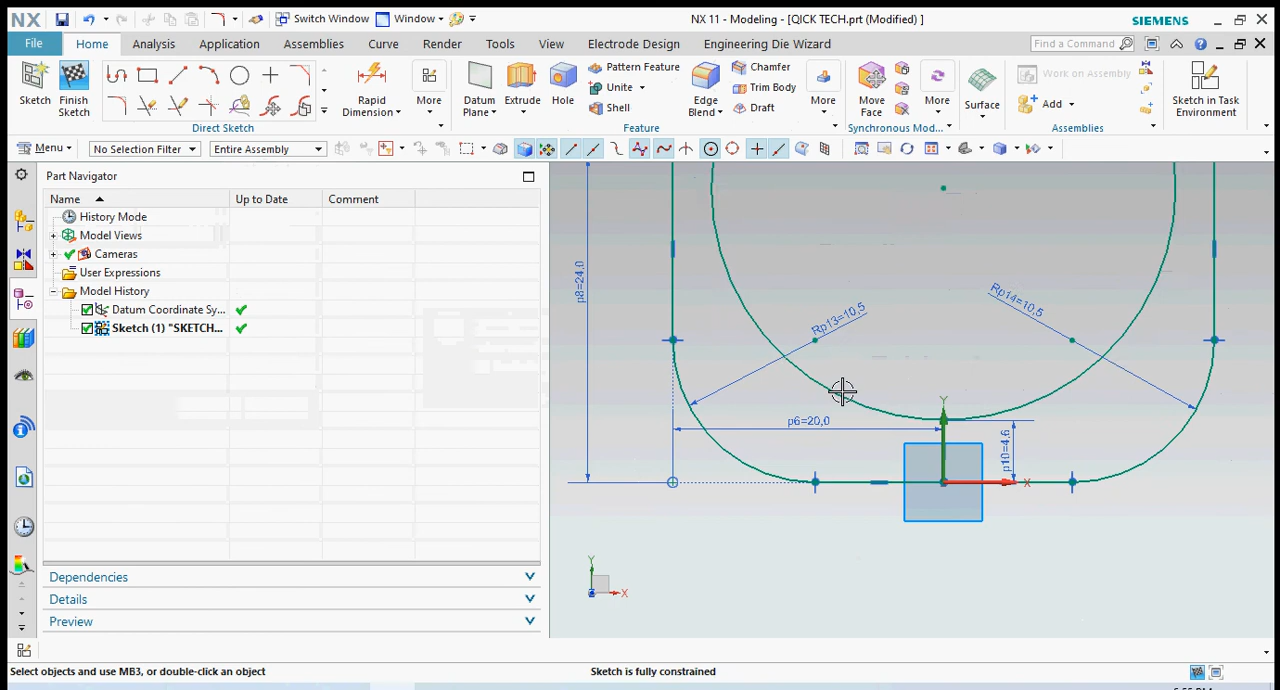 NX
Switch Window
Window
NX 11 - Modeling - [QICK TECH.prt (Modified) ]
SIEMENS
File
Home
Analysis
Application
Assemblies
Curve
Render
Tools
View
Electrode Design
Engineering Die Wizard
Find a Command
Sketch
Finish
Sketch
Rapid
Dimension
More
Datum
Plane
Extrude
Hole
Pattern Feature
Unite
Shell
Edge
Blend
Chamfer
Trim Body
Draft
More
Move
Face
More
Surface
Work on Assembly
Add
Sketch in Task
Environment
Direct Sketch
Feature
Synchronous Mod...
Assemblies
Menu
No Selection Filter
Entire Assembly
Part Navigator
Name
Up to Date
Comment
History Mode
Model Views
Cameras
User Expressions
Model History
Datum Coordinate Sy...
Sketch (1) "SKETCH...
Dependencies
Details
Preview
p8=24,0
Rp13=10,5
Rp14=10,5
p6=20,0
p10=4,6
Y
X
Y
X
Select objects and use MB3, or double-click an object
Sketch is fully constrained